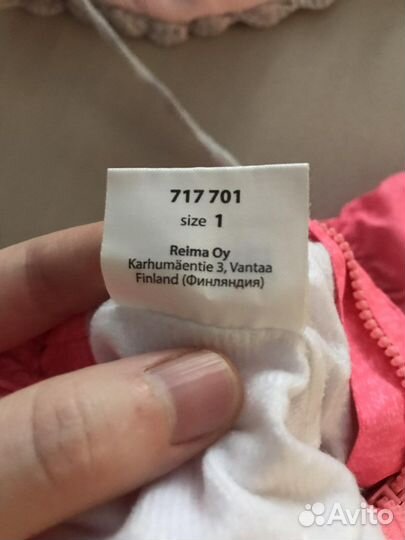 717 701
size 1
Reima Oy
Karhumäentie 3, Vantaa
Finland (Финляндия)
Avito